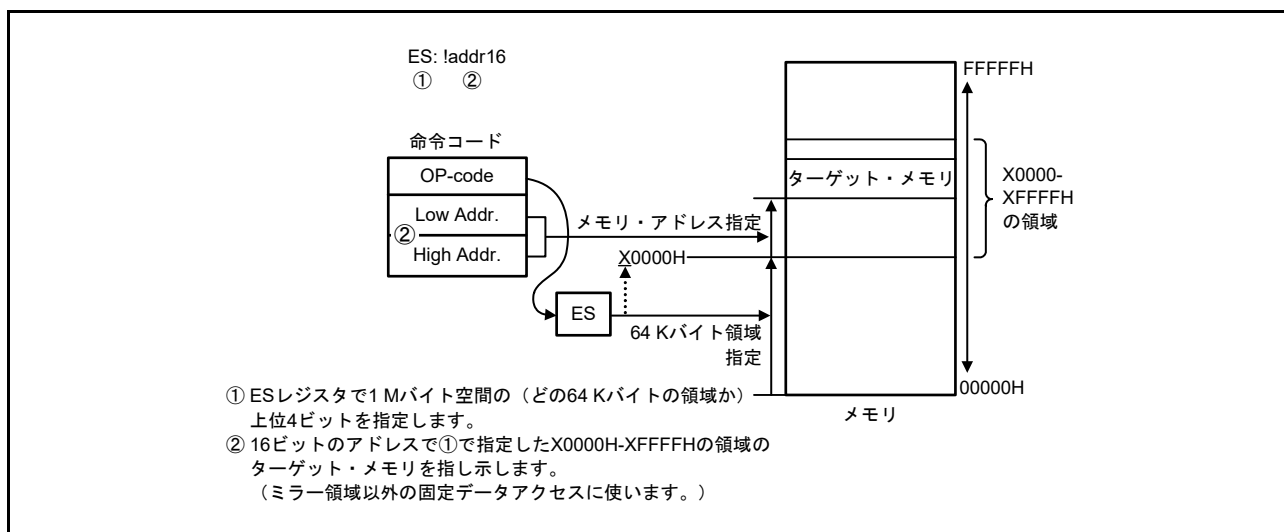 ES: !addr16
① ②
命令コード
OP-code
Low Addr.
②
High Addr.
メモリ・アドレス指定
X0000H
ES
64 Kバイト領域
指定
FFFFFH
ターゲット・メモリ
X0000-
XFFFFH
の領域
00000H
メモリ
① ESレジスタで1 Mバイト空間の（どの64 Kバイトの領域か）
上位4ビットを指定します。
② 16ビットのアドレスで①で指定したX0000H-XFFFFHの領域の
ターゲット・メモリを指し示します。
（ミラー領域以外の固定データアクセスに使います。）